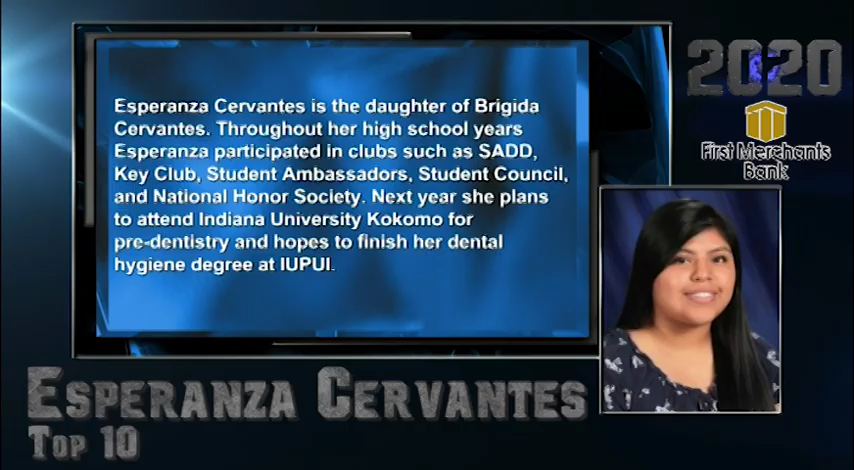 2020
First Merchants
Bank
Esperanza Cervantes is the daughter of Brigida
Cervantes. Throughout her high school years
Esperanza participated in clubs such as SADD,
Key Club, Student Ambassadors, Student Council,
and National Honor Society. Next year she plans
to attend Indiana University Kokomo for
pre-dentistry and hopes to finish her dental
hygiene degree at IUPUI.
Esperanza Cervantes
Top 10